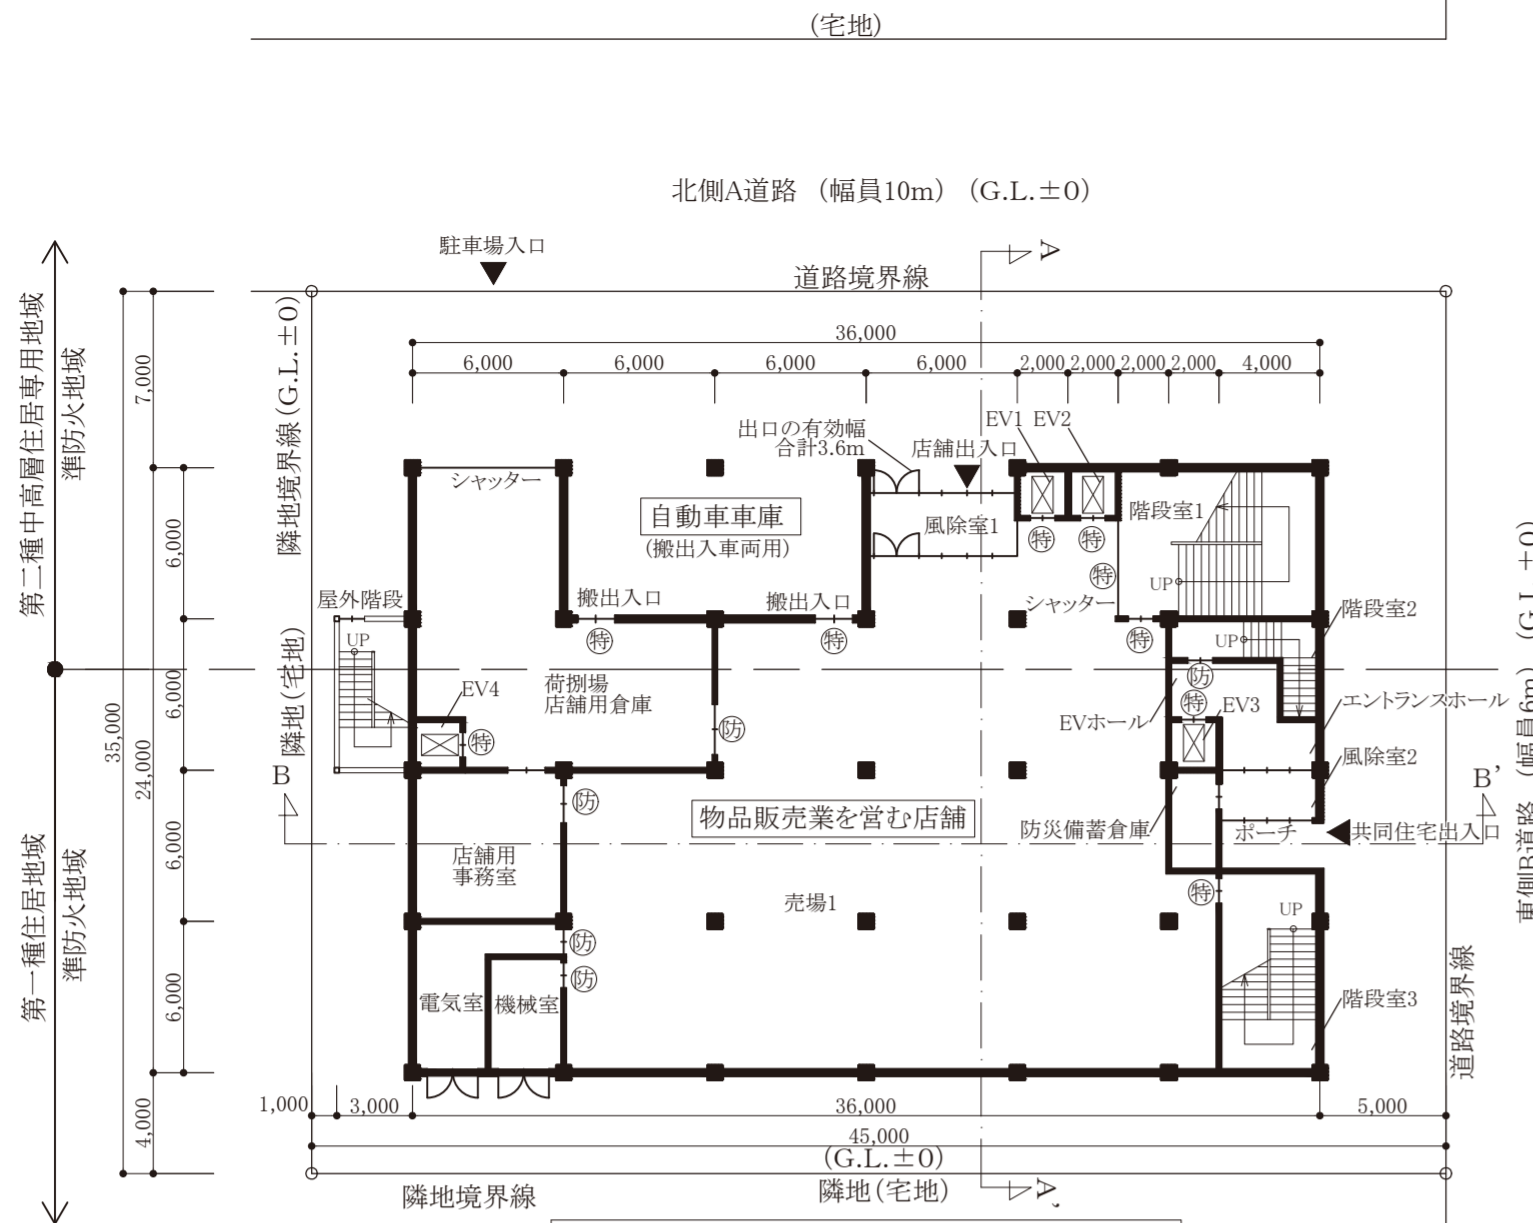 (宅地)
北側A道路 (幅員10m) (G.L.±0)
駐車場入口
A
道路境界線
第二種中高層住居専用地域
準防火地域
隣地境界線(G.L.±0)
7,000
36,000
6,000
6,000
6,000
6,000
2,000
2,000
2,000
2,000
4,000
出口の有効幅
合計3.6m
店舗出入口
EV1
EV2
シャッター
自動車車庫
(搬出入車両用)
風除室1
階段室1
特
特
特
UP
6,000
屋外階段
搬出入口
搬出入口
シャッター
特
特
特
階段室2
UP
UP
隣地(宅地)
荷捌場
店舗用倉庫
EV4
特
防
防
特
EV3
EVホール
エントランスホール
風除室2
6,000
35,000
24,000
B
B’
物品販売業を営む店舗
防災備蓄倉庫
ポーチ
共同住宅出入口
東側B道路 (幅員6m) (G.L.±0)
防
店舗用
事務室
6,000
第一種住居地域
準防火地域
売場1
特
UP
防
防
電気室
機械室
6,000
階段室3
道路境界線
1,000
3,000
36,000
5,000
4,000
45,000
(G.L.±0)
隣地境界線
隣地(宅地)
A’